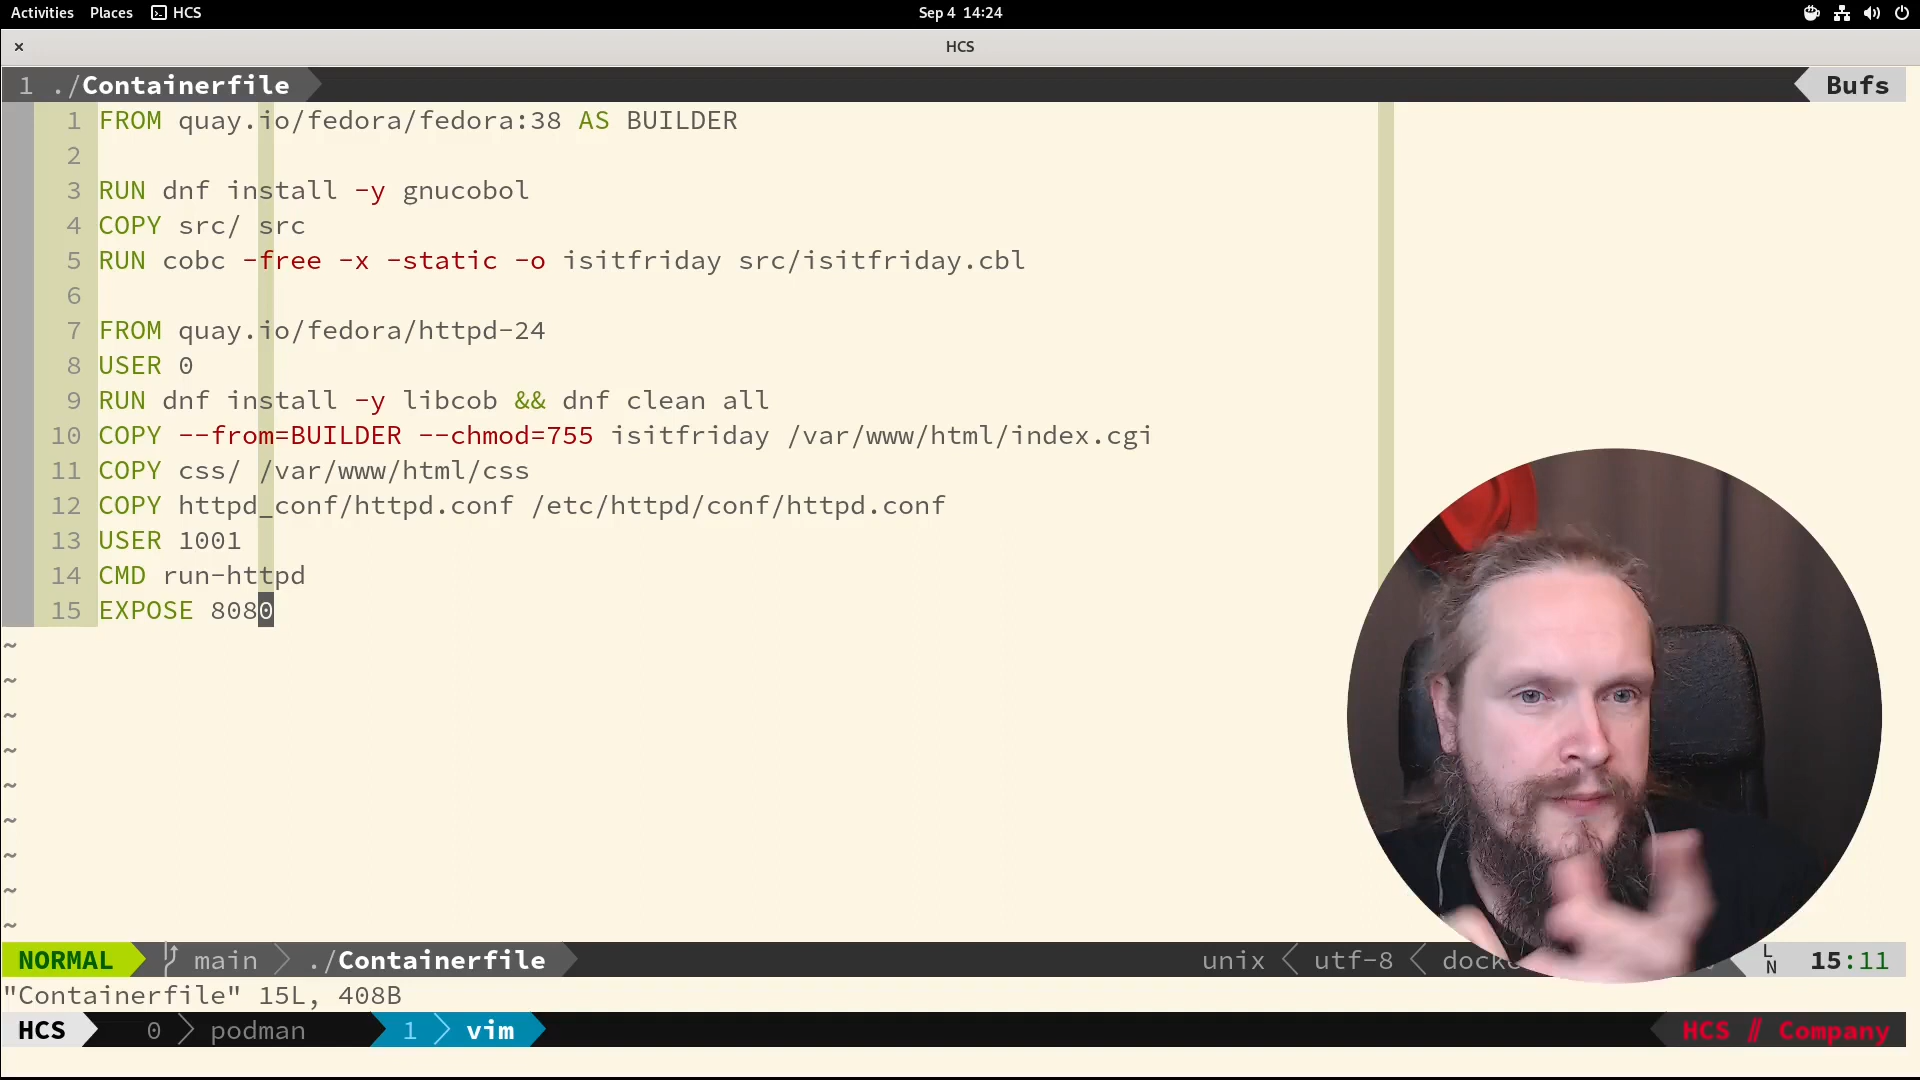 Activities Places HCS Sep 4 14:24
× HCS
1 ./Containerfile Bufs
1 FROM quay.io/fedora/fedora:38 AS BUILDER
2
3 RUN dnf install -y gnucobol
4 COPY src/ src
5 RUN cobc -free -x -static -o isitfriday src/isitfriday.cbl
6
7 FROM quay.io/fedora/httpd-24
8 USER 0
9 RUN dnf install -y libcob && dnf clean all
10 COPY --from=BUILDER --chmod=755 isitfriday /var/www/html/index.cgi
11 COPY css/ /var/www/html/css
12 COPY httpd_conf/httpd.conf /etc/httpd/conf/httpd.conf
13 USER 1001
14 CMD run-httpd
15 EXPOSE 8080
~
~
~
~
~
~
~
~
~
NORMAL main ./Containerfile unix utf-8 LN 15:11
"Containerfile" 15L, 408B
HCS 0 podman 1 vim HCS // Company